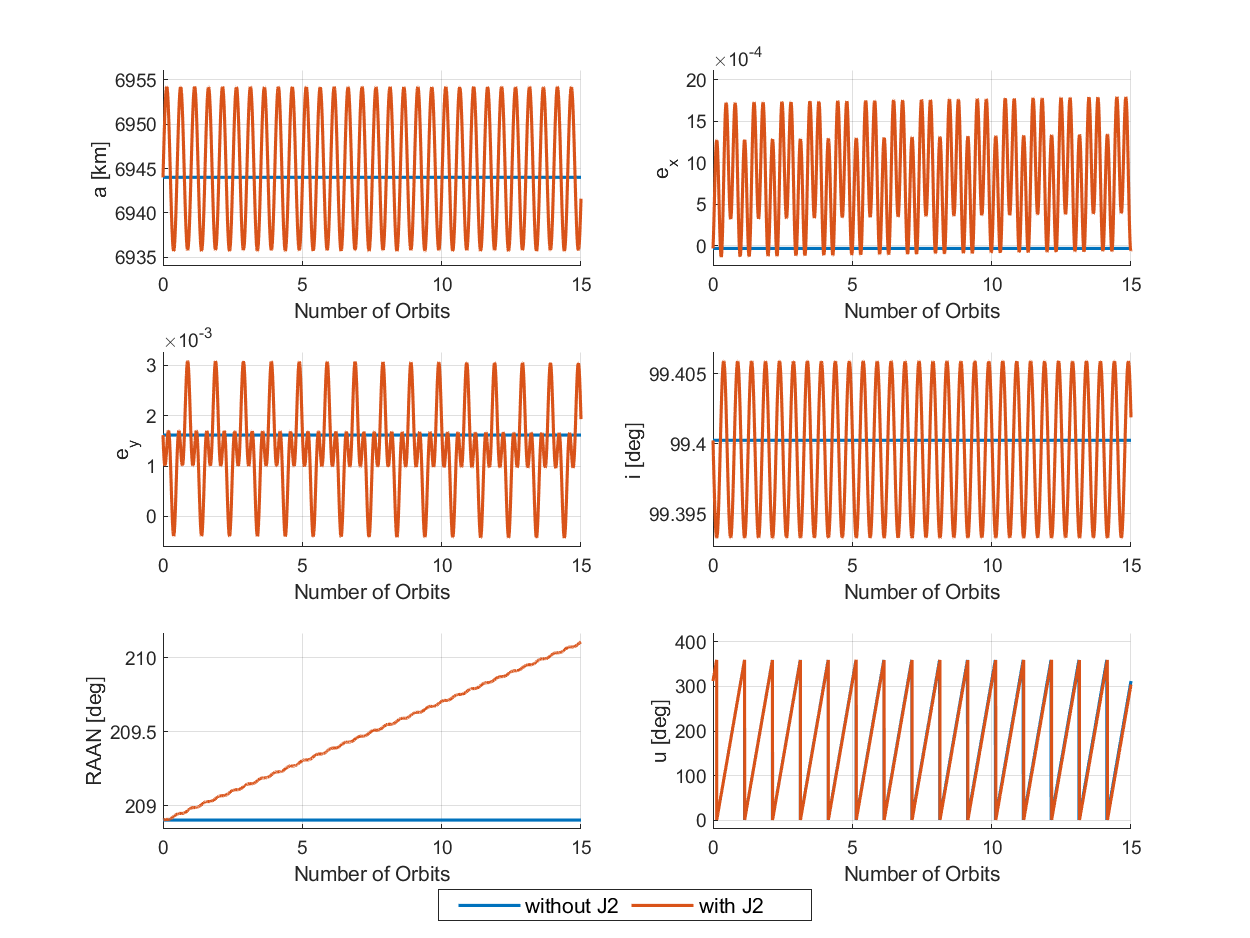 6955
6950
6945
6940
6935
a [km]
0 5 10 15
Number of Orbits
×10-4
20
15
10
5
0
ex
0 5 10 15
Number of Orbits
×10-3
3
2
1
0
ey
0 5 10 15
Number of Orbits
99.405
99.4
99.395
i [deg]
0 5 10 15
Number of Orbits
210
209.5
209
RAAN [deg]
0 5 10 15
Number of Orbits
400
300
200
100
0
u [deg]
0 5 10 15
Number of Orbits
without J2 with J2